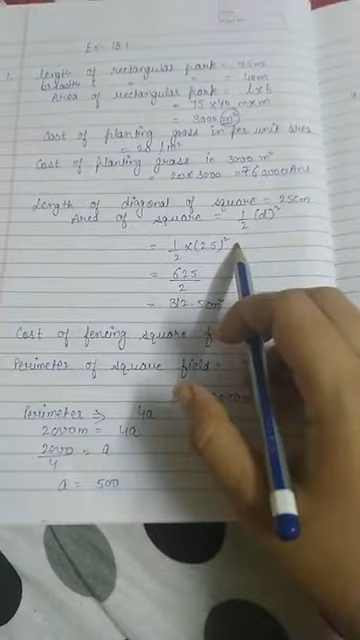 Ex-18.1
1. Length of rectangular park = 75m
breadth " " " = 40m
Area of rectangular park = l x b
= 75 x 40 m x m
= 3000 m²
Cost of planting grass in per unit area
= 20 / m²
Cost of planting grass in 3000 m²
= 20 x 3000 = ₹60000 Ans
Length of diagonal of square = 25cm
Area of square = 1/2 (d)²
= 1/2 x (25)²
= 625/2
= 312.5cm²
Cost of fencing square
Perimeter of square field =
Perimeter ⇒ 4a
2000m = 4a
2000/4 = a
a = 500